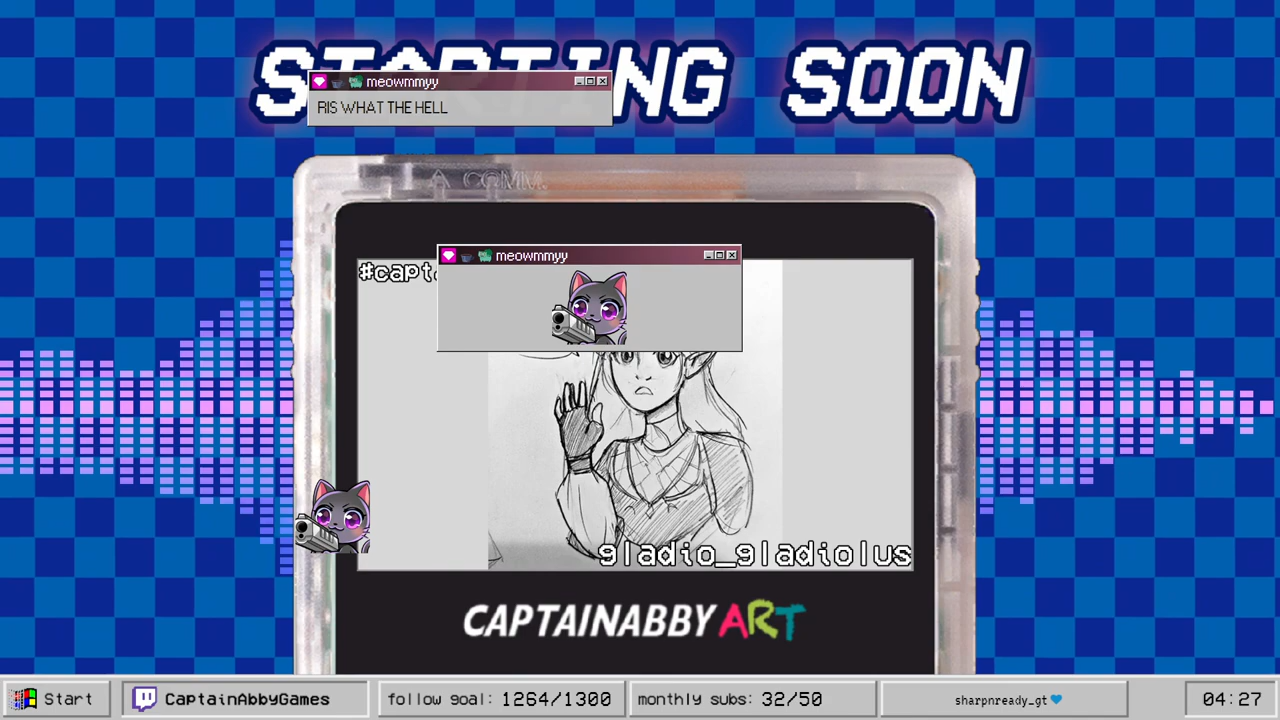 STARTING SOON
meowmmyy
RIS WHAT THE HELL
A COMM.
meowmmyy
gladio_gladiolus
CAPTAINABBY ART
Start
CaptainAbbyGames
follow goal: 1264/1300
monthly subs: 32/50
sharpnready_gt
04:27